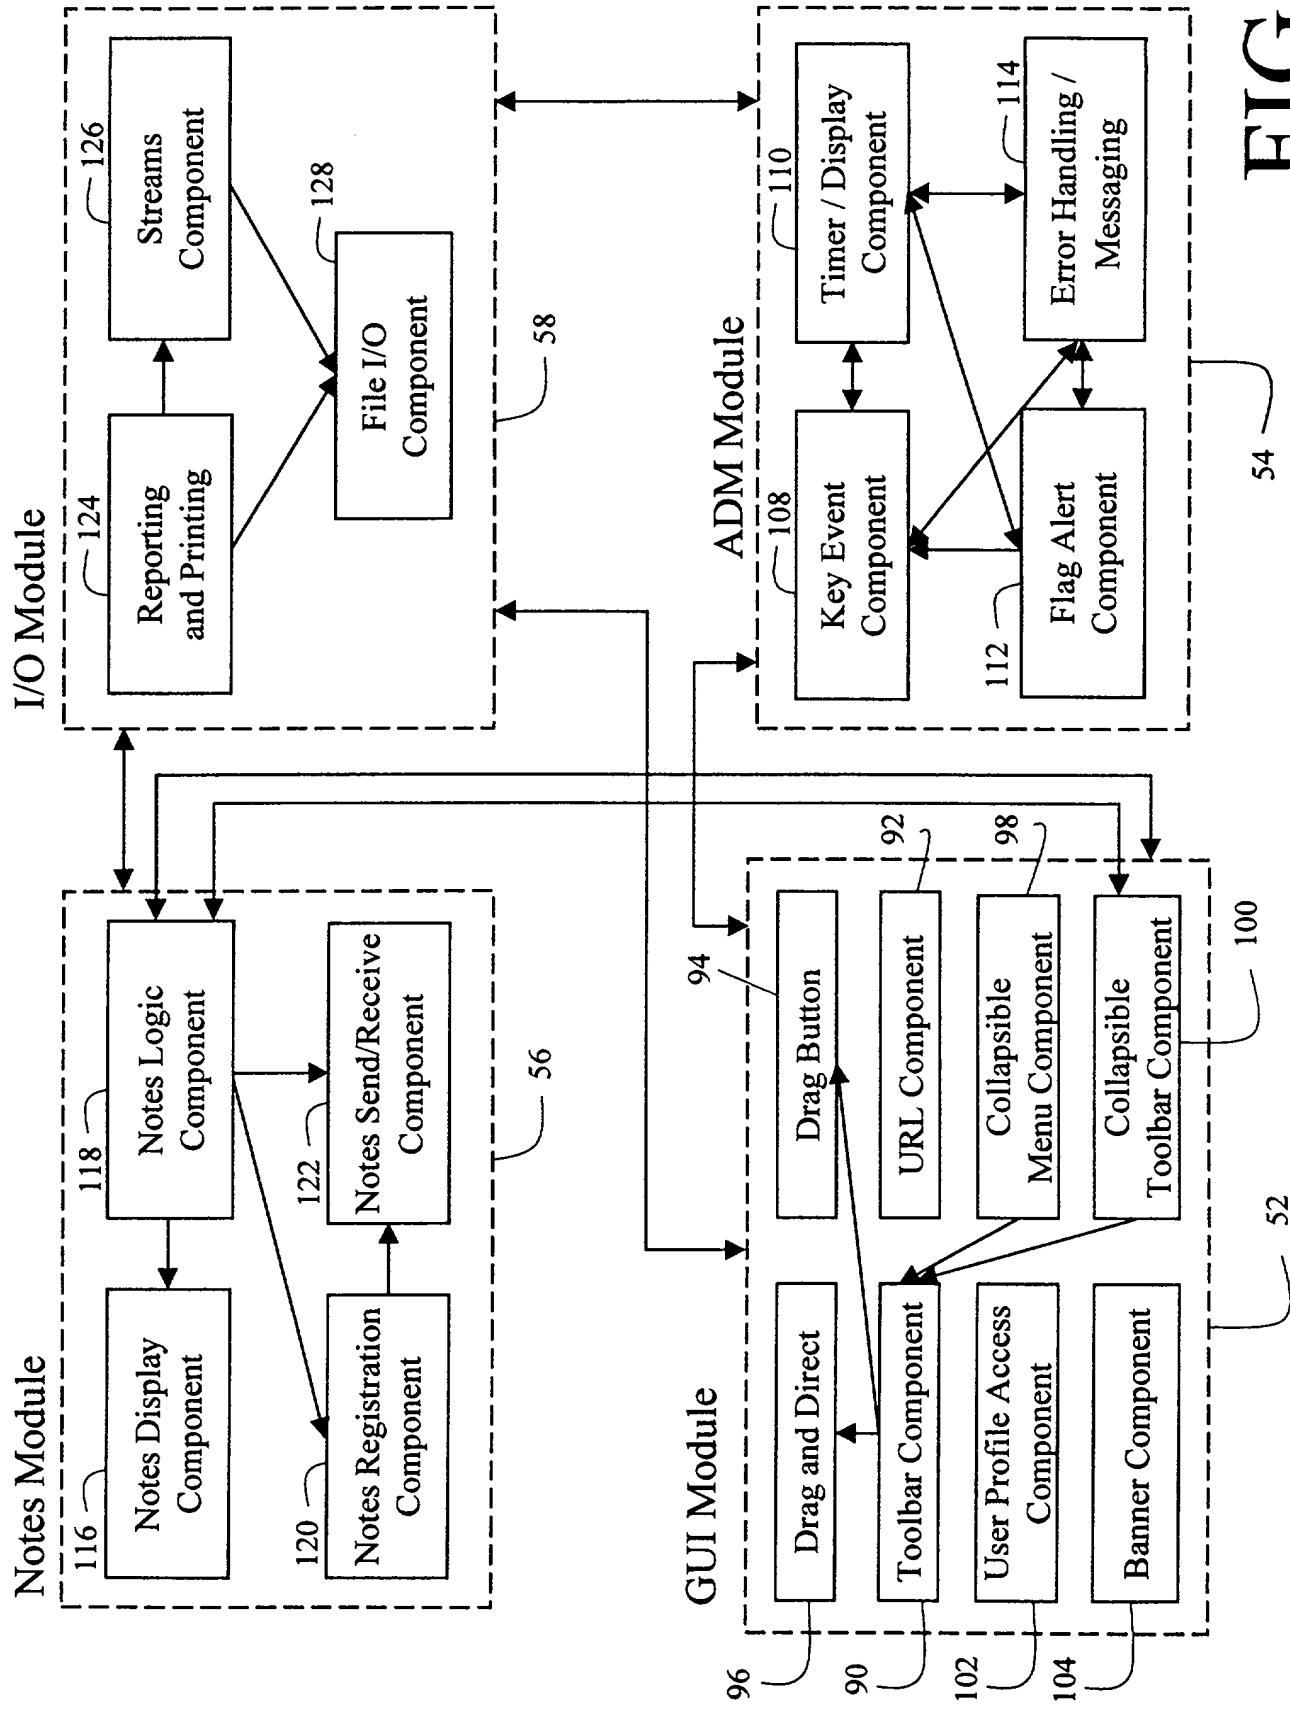 Notes Module
116
Notes Display
Component
118
Notes Logic
Component
120
Notes Registration
Component
122
Notes Send/Receive
Component
56
I/O Module
124
Reporting
and Printing
126
Streams
Component
128
File I/O
Component
58
GUI Module
96
Drag and Direct
94
Drag Button
90
Toolbar Component
92
URL Component
102
User Profile Access
Component
98
Collapsible
Menu Component
104
Banner Component
100
Collapsible
Toolbar Component
52
ADM Module
108
Key Event
Component
110
Timer / Display
Component
112
Flag Alert
Component
114
Error Handling /
Messaging
54
FIG